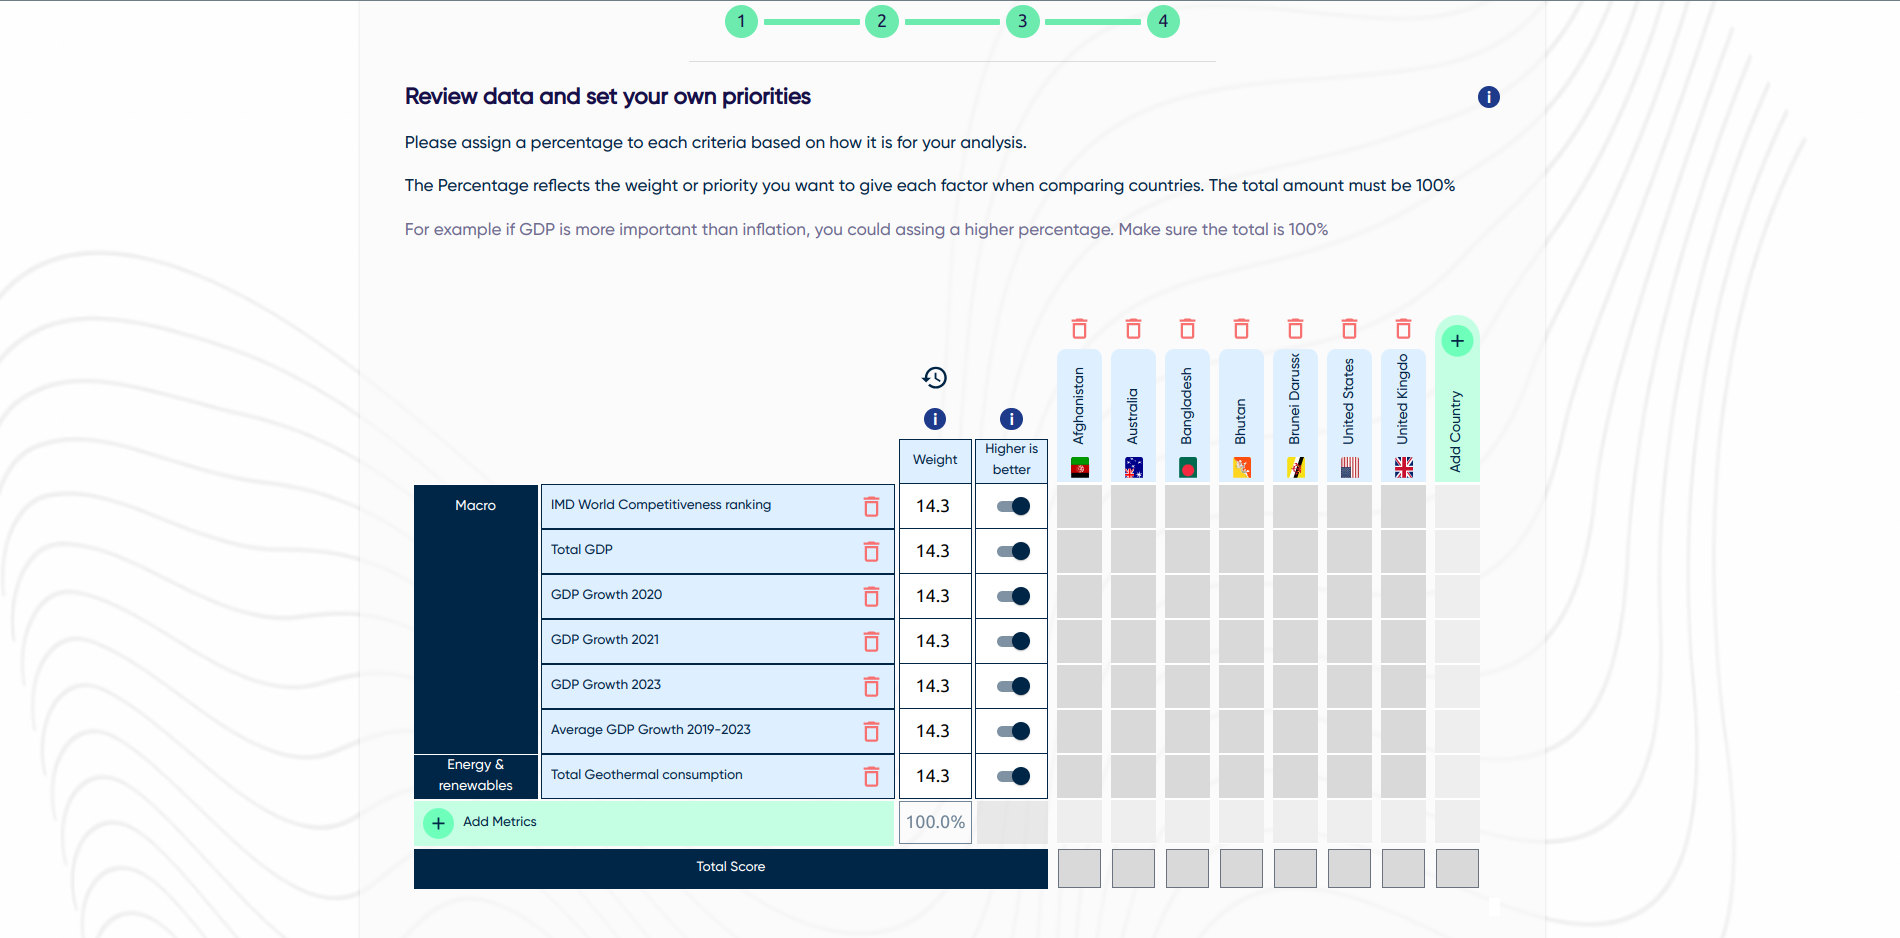 1 2 3 4
Review data and set your own priorities
i
Please assign a percentage to each criteria based on how it is for your analysis.
The Percentage reflects the weight or priority you want to give each factor when comparing countries. The total amount must be 100%
For example if GDP is more important than inflation, you could assing a higher percentage. Make sure the total is 100%
Afghanistan
Australia
Bangladesh
Bhutan
Brunei Daruss
United States
United Kingdo
+
Add Country
i
i
Weight
Higher is
better
Macro
IMD World Competitiveness ranking 14.3
Total GDP 14.3
GDP Growth 2020 14.3
GDP Growth 2021 14.3
GDP Growth 2023 14.3
Average GDP Growth 2019-2023 14.3
Energy &
renewables
Total Geothermal consumption 14.3
+ Add Metrics 100.0%
Total Score